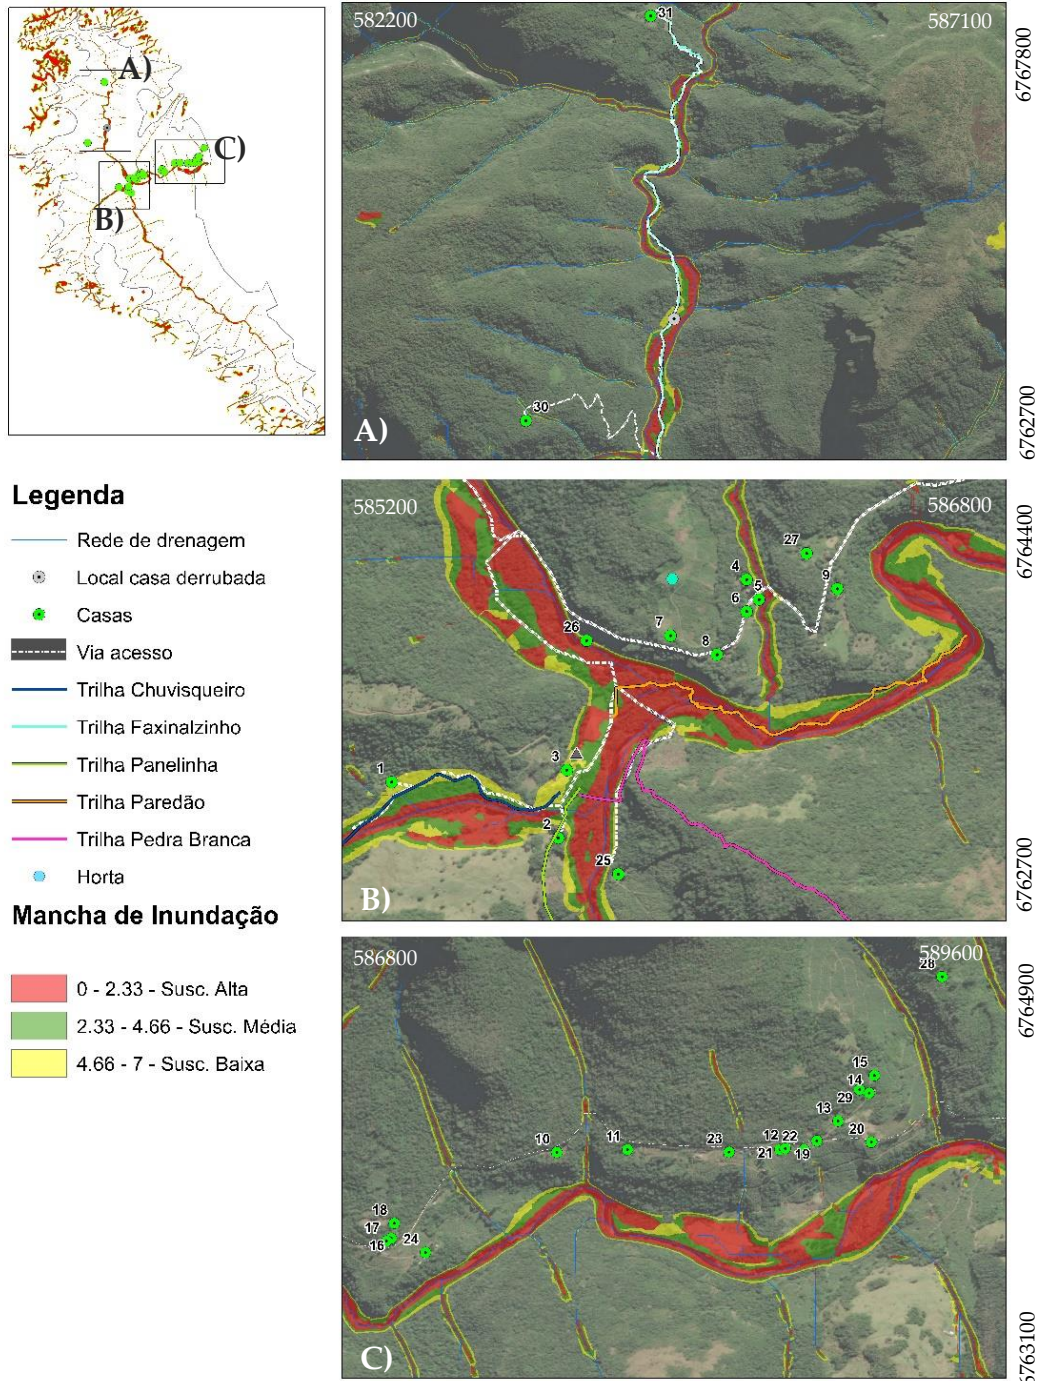 A)
C)
B)
Legenda
Rede de drenagem
Local casa derrubada
Casas
Via acesso
Trilha Chuvisqueiro
Trilha Faxinalzinho
Trilha Panelinha
Trilha Paredão
Trilha Pedra Branca
Horta
Mancha de Inundação
0 - 2.33 - Susc. Alta
2.33 - 4.66 - Susc. Média
4.66 - 7 - Susc. Baixa
582200
31
587100
6767800
30
A)
6762700
585200
586800
6764400
27
4
5
9
6
26
7
8
3
1
2
25
B)
6762700
586800
589600
28
6764900
15
14
29
13
12
22
20
10
11
23
21
19
18
17
16
24
C)
6763100